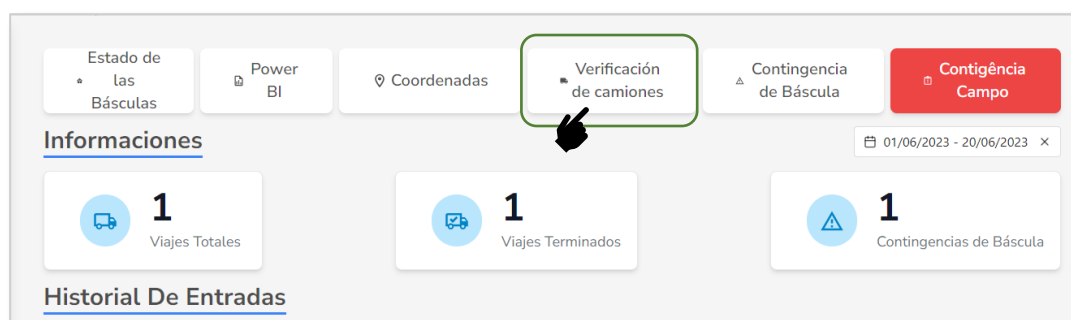 Estado de
las
Básculas
Power
BI
Coordenadas
Verificación
de camiones
Contingencia
de Báscula
Contigência
Campo
Informaciones
01/06/2023 - 20/06/2023 ×
1
Viajes Totales
1
Viajes Terminados
1
Contingencias de Báscula
Historial De Entradas